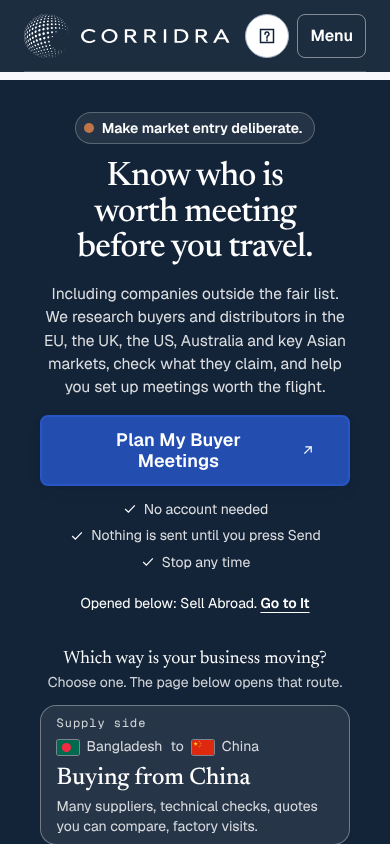 CORRIDRA
Menu
Make market entry deliberate.
Know who is
worth meeting
before you travel.
Including companies outside the fair list.
We research buyers and distributors in the
EU, the UK, the US, Australia and key Asian
markets, check what they claim, and help
you set up meetings worth the flight.
Plan My Buyer
Meetings
No account needed
Nothing is sent until you press Send
Stop any time
Opened below: Sell Abroad. Go to It
Which way is your business moving?
Choose one. The page below opens that route.
Supply side
Bangladesh to China
Buying from China
Many suppliers, technical checks, quotes
you can compare, factory visits.